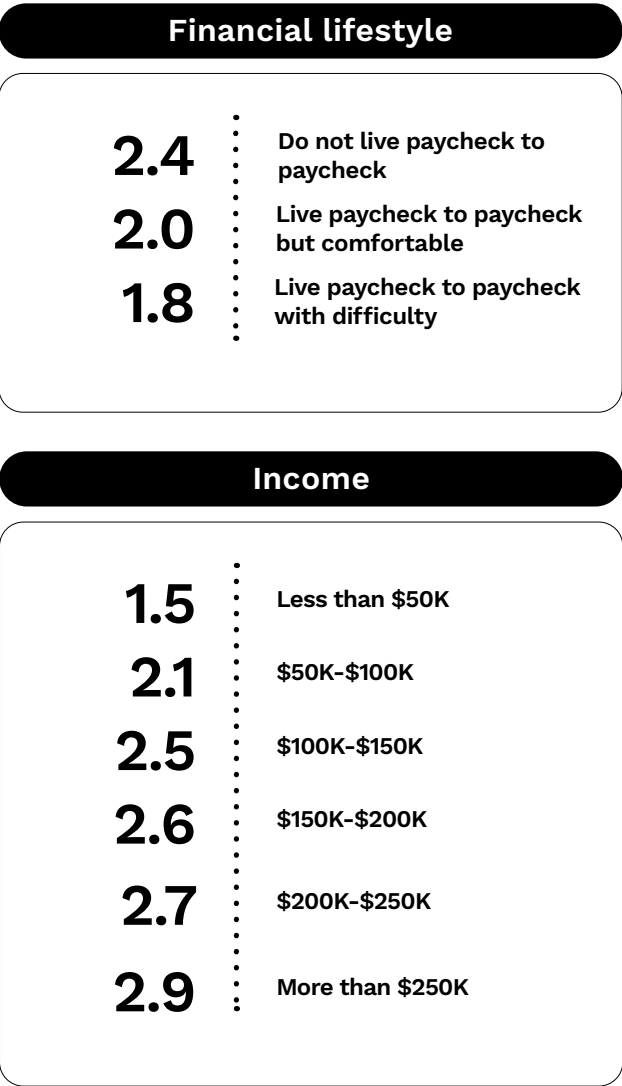 Financial lifestyle
2.4
Do not live paycheck to
paycheck
2.0
Live paycheck to paycheck
but comfortable
1.8
Live paycheck to paycheck
with difficulty
Income
1.5 Less than $50K
2.1 $50K-$100K
2.5 $100K-$150K
2.6 $150K-$200K
2.7 $200K-$250K
2.9 More than $250K